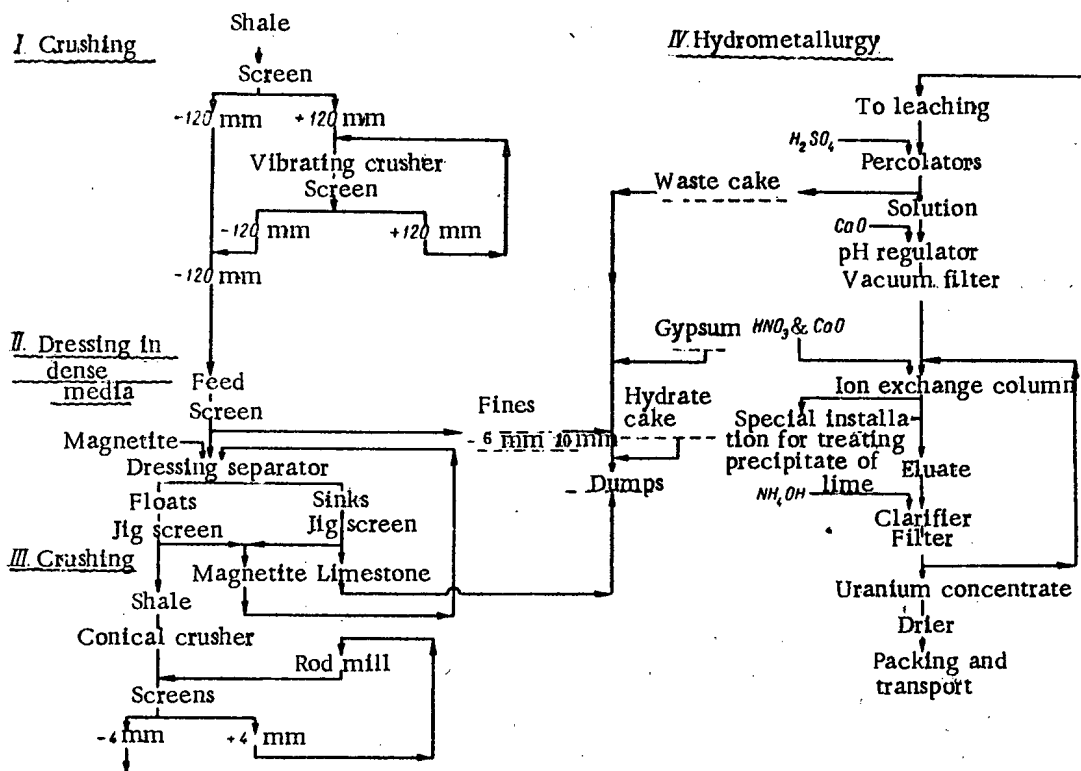 I. Crushing
Shale
Screen
-120 mm
+120 mm
Vibrating crusher
Screen
-120 mm
+120 mm
-120 mm
II. Dressing in
dense
media
Feed
Screen
Magnetite
Dressing separator
Floats
Sinks
Jig screen
Jig screen
III. Crushing
Magnetite
Limestone
Shale
Conical crusher
Rod mill
Screens
-4 mm
+4 mm
Fines
- 6 mm 10 mm
Waste cake
Gypsum
Hydrate
cake
Dumps
IV. Hydrometallurgy
To leaching
H₂SO₄
Percolators
Solution
CaO
pH regulator
Vacuum filter
HNO₃ & CaO
Ion exchange column
Special installa-
tion for treating
precipitate of
lime
Eluate
NH₄OH
Clarifier
Filter
Uranium concentrate
Drier
Packing and
transport